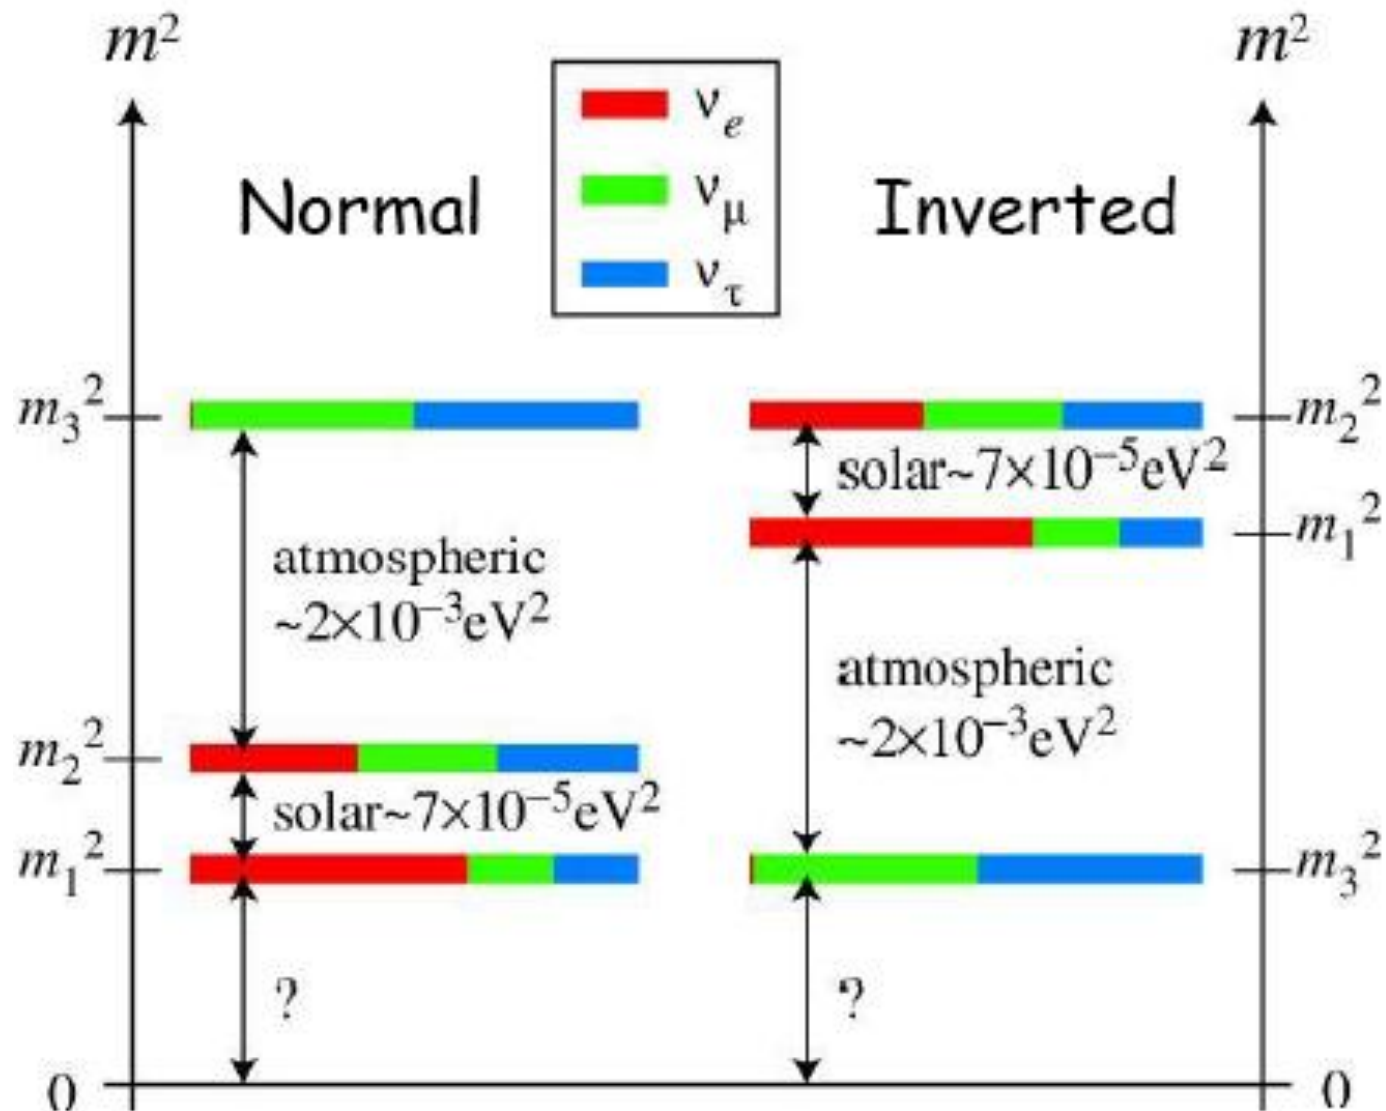 m²
m²
ν_e
ν_μ
ν_τ
Normal
Inverted
m₃²
m₂²
solar~7×10⁻⁵eV²
m₁²
atmospheric
~2×10⁻³eV²
atmospheric
~2×10⁻³eV²
m₂²
solar~7×10⁻⁵eV²
m₁²
m₃²
?
?
0
0